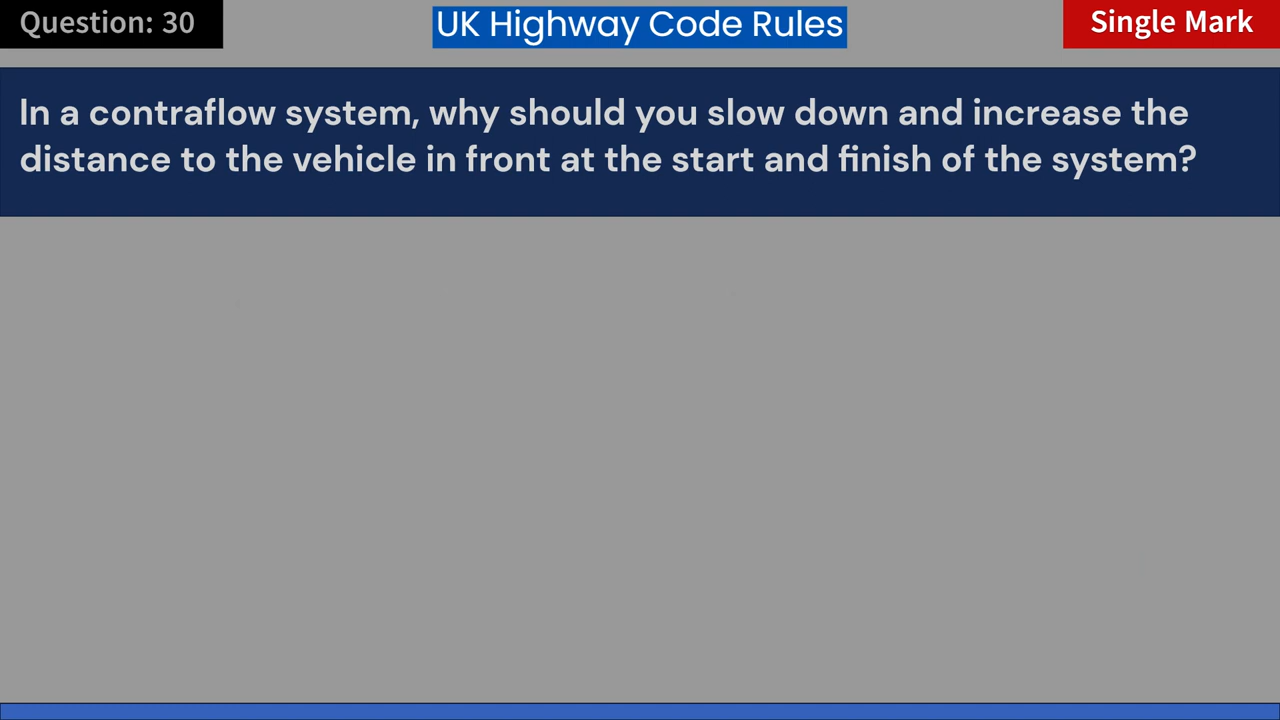 Question: 30
UK Highway Code Rules
Single Mark
In a contraflow system, why should you slow down and increase the
distance to the vehicle in front at the start and finish of the system?